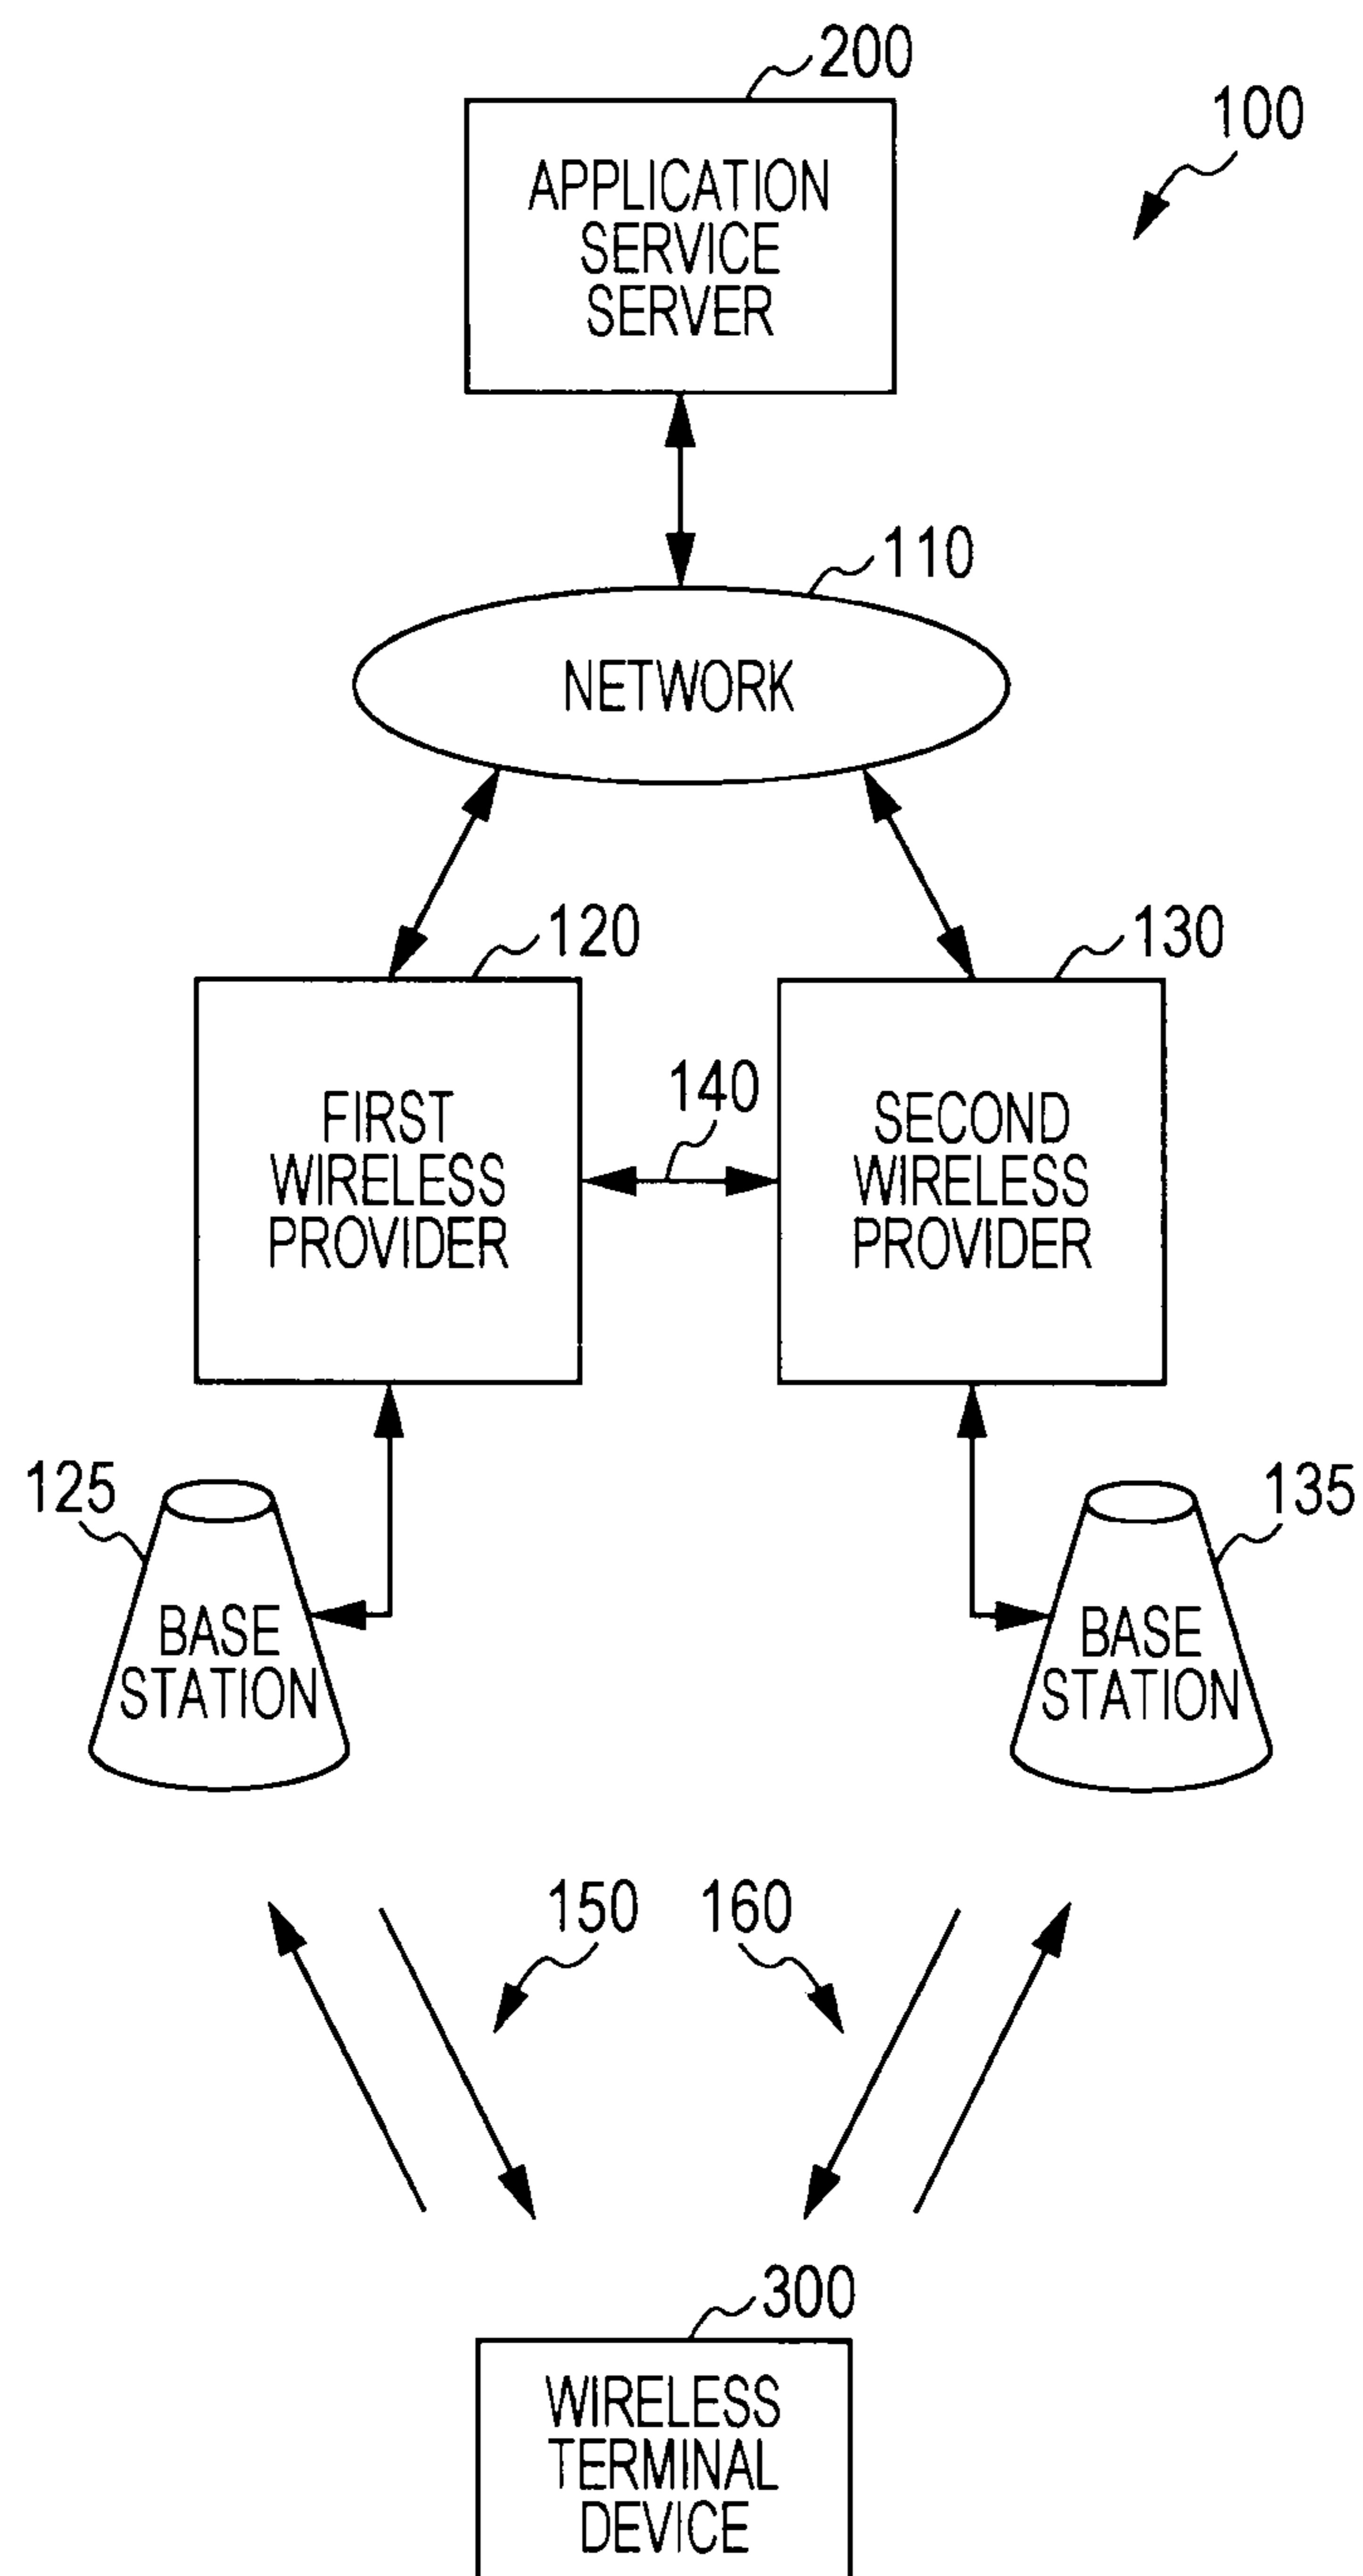 200
100
APPLICATION
SERVICE
SERVER
110
NETWORK
120
130
FIRST
WIRELESS
PROVIDER
140
SECOND
WIRELESS
PROVIDER
125
135
BASE
STATION
BASE
STATION
150
160
300
WIRELESS
TERMINAL
DEVICE